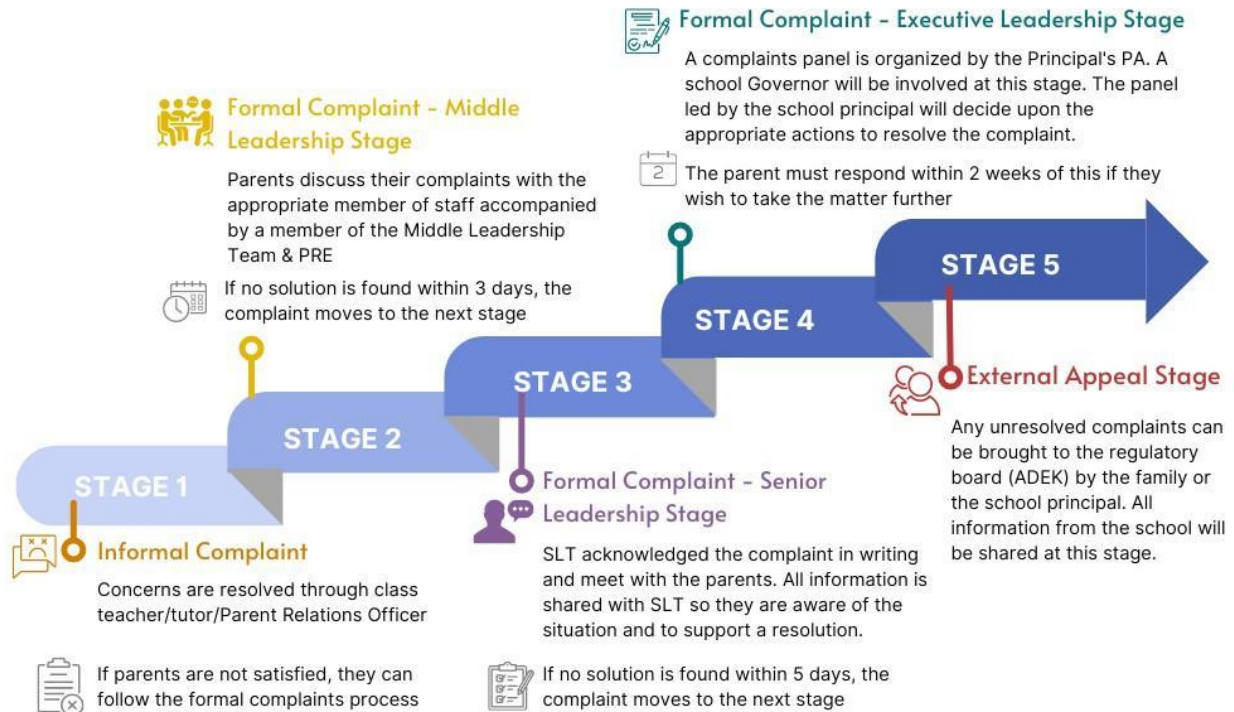 STAGE 1
Informal Complaint
Concerns are resolved through class
teacher/tutor/Parent Relations Officer
If parents are not satisfied, they can
follow the formal complaints process
STAGE 2
Formal Complaint - Middle
Leadership Stage
Parents discuss their complaints with the
appropriate member of staff accompanied
by a member of the Middle Leadership
Team & PRE
If no solution is found within 3 days, the
complaint moves to the next stage
STAGE 3
Formal Complaint - Senior
Leadership Stage
SLT acknowledged the complaint in writing
and meet with the parents. All information is
shared with SLT so they are aware of the
situation and to support a resolution.
If no solution is found within 5 days, the
complaint moves to the next stage
STAGE 4
Formal Complaint - Executive Leadership Stage
A complaints panel is organized by the Principal's PA. A
school Governor will be involved at this stage. The panel
led by the school principal will decide upon the
appropriate actions to resolve the complaint.
2
The parent must respond within 2 weeks of this if they
wish to take the matter further
STAGE 5
External Appeal Stage
Any unresolved complaints can
be brought to the regulatory
board (ADEK) by the family or
the school principal. All
information from the school will
be shared at this stage.